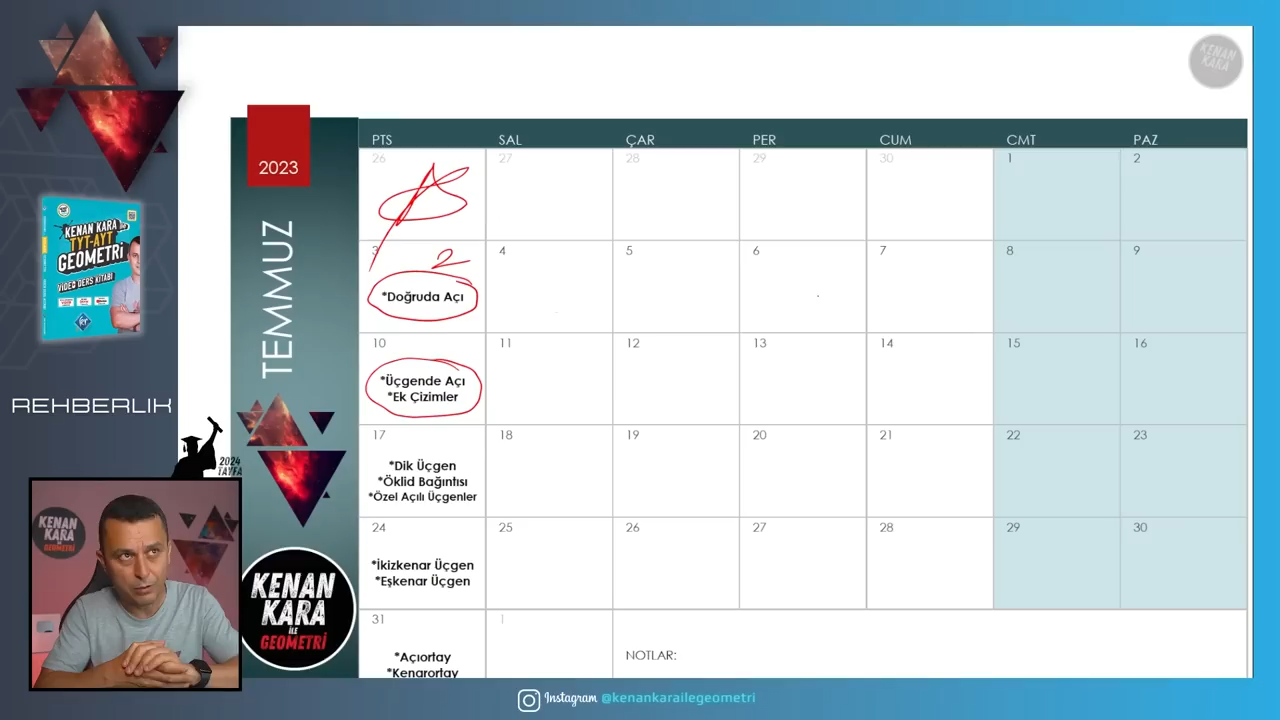 KENAN
KARA
2023
TEMMUZ
PTS SAL ÇAR PER CUM CMT PAZ
26 27 28 29 30 1 2
3 4 5 6 7 8 9
2
*Doğruda Açı
10 11 12 13 14 15 16
*Üçgende Açı
*Ek Çizimler
17 18 19 20 21 22 23
*Dik Üçgen
*Öklid Bağıntısı
*Özel Açılı Üçgenler
24 25 26 27 28 29 30
*İkizkenar Üçgen
*Eşkenar Üçgen
31 1
*Açıortay
*Kenarortay
NOTLAR:
KENAN KARA
TYT-AYT
GEOMETRİ
VİDEO DERS KİTABI
REHBERLIK
2024
TAYFA
KENAN
KARA
GEOMETRİ
KENAN
KARA
İLE
GEOMETRİ
Instagram @kenankarailegeometri